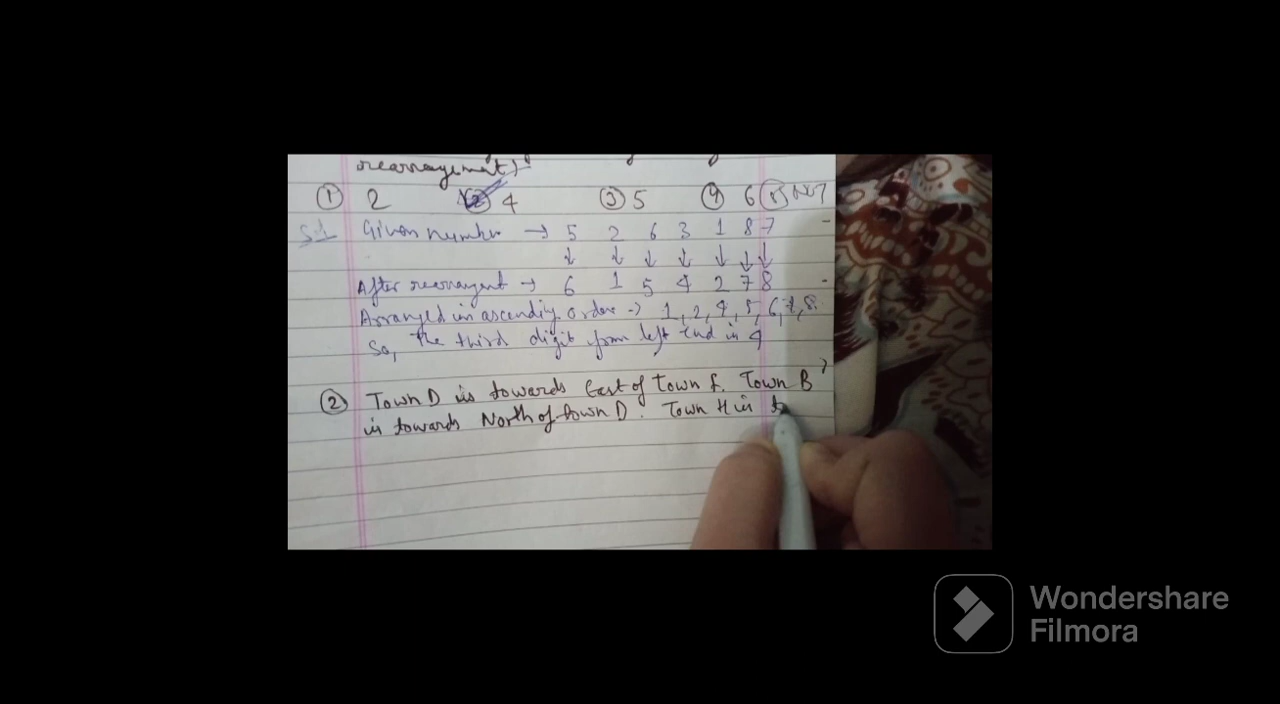 rearrangement)-
① 2 ② 4 ③ 5 ④ 6 ⑤ No7
S-1 Given number → 5 2 6 3 1 8 7
After rearrangent → 6 1 5 4 2 7 8
Arranged in ascending order → 1, 2, 4, 5, 6, 7, 8.
So, the third digit from left end is 4
② Town D is towards East of Town F. Town B
is towards North of town D. Town H is t
Wondershare
Filmora